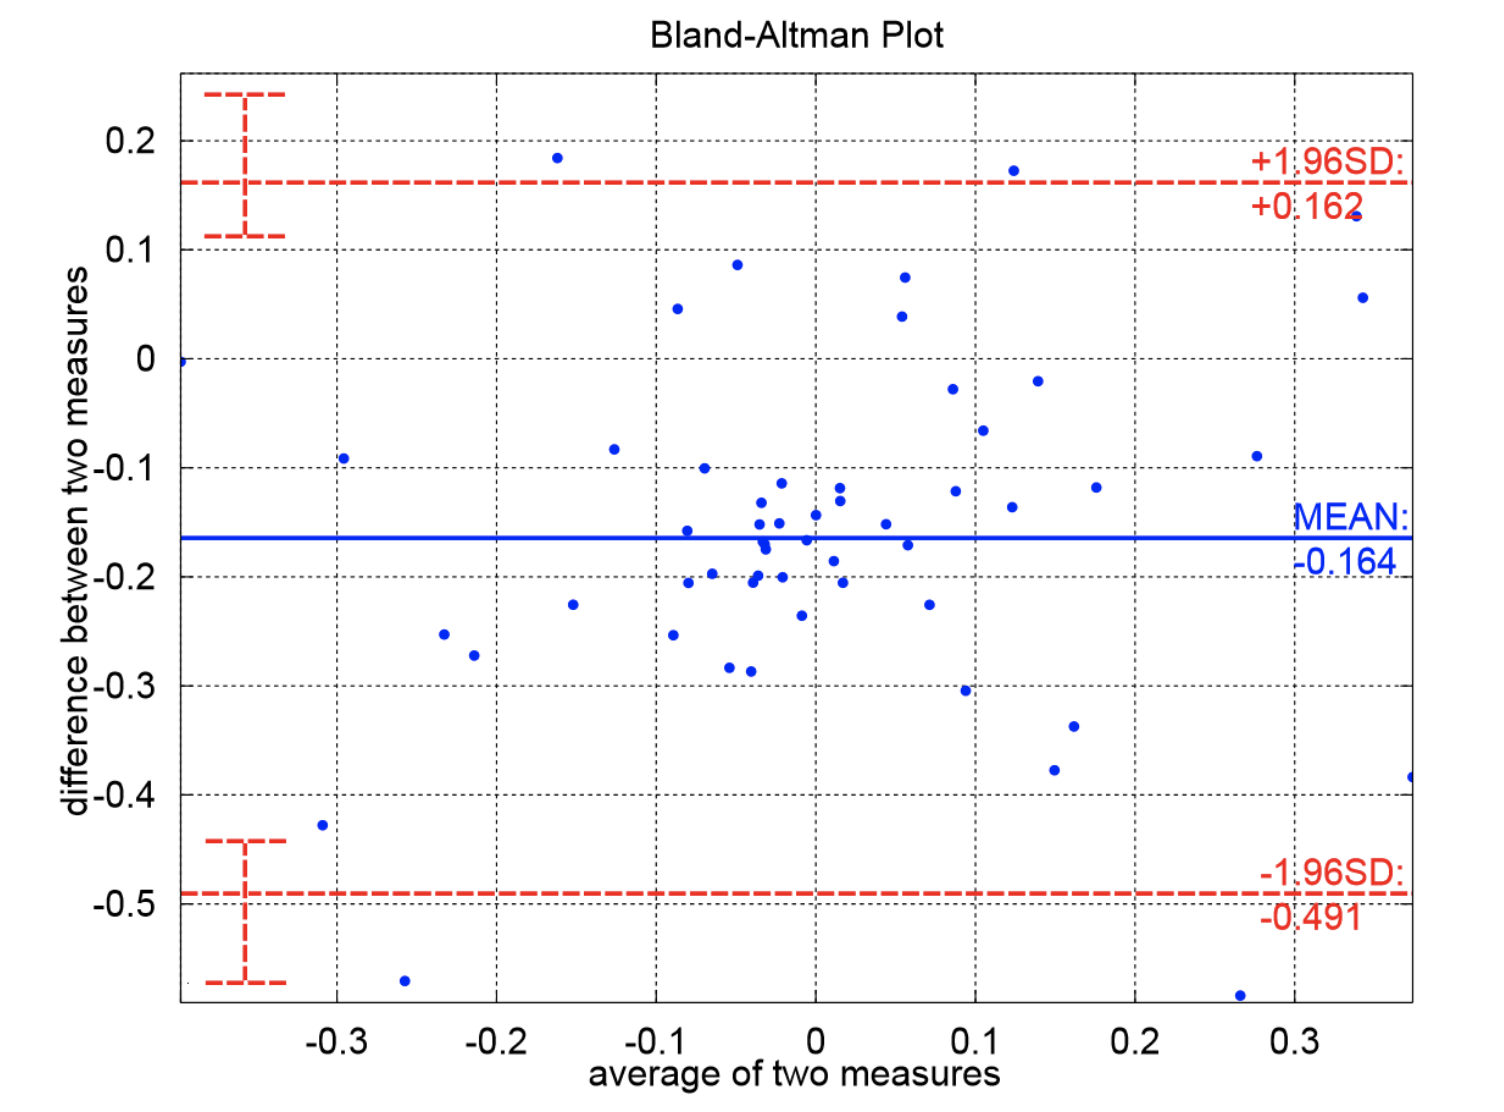 Bland-Altman Plot
difference between two measures
0.2
0.1
0
-0.1
-0.2
-0.3
-0.4
-0.5
+1.96SD:
+0.162
MEAN:
-0.164
-1.96SD:
-0.491
-0.3 -0.2 -0.1 0 0.1 0.2 0.3
average of two measures